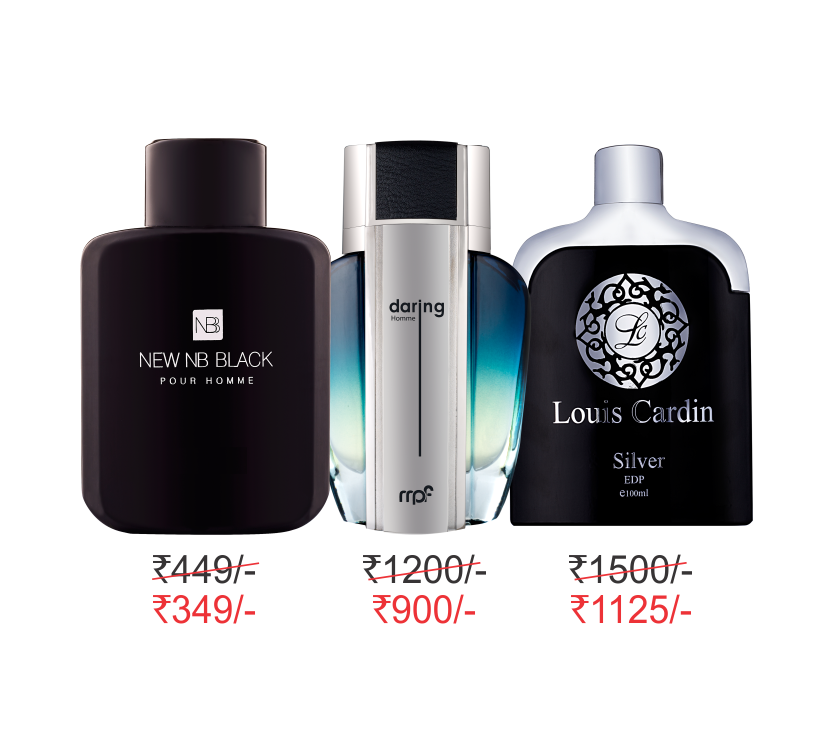 NB
NEW NB BLACK
POUR HOMME
daring
Homme
mpf
Lc
Louis Cardin
Silver
EDP
e100ml
₹449/-
₹349/-
₹1200/-
₹900/-
₹1500/-
₹1125/-